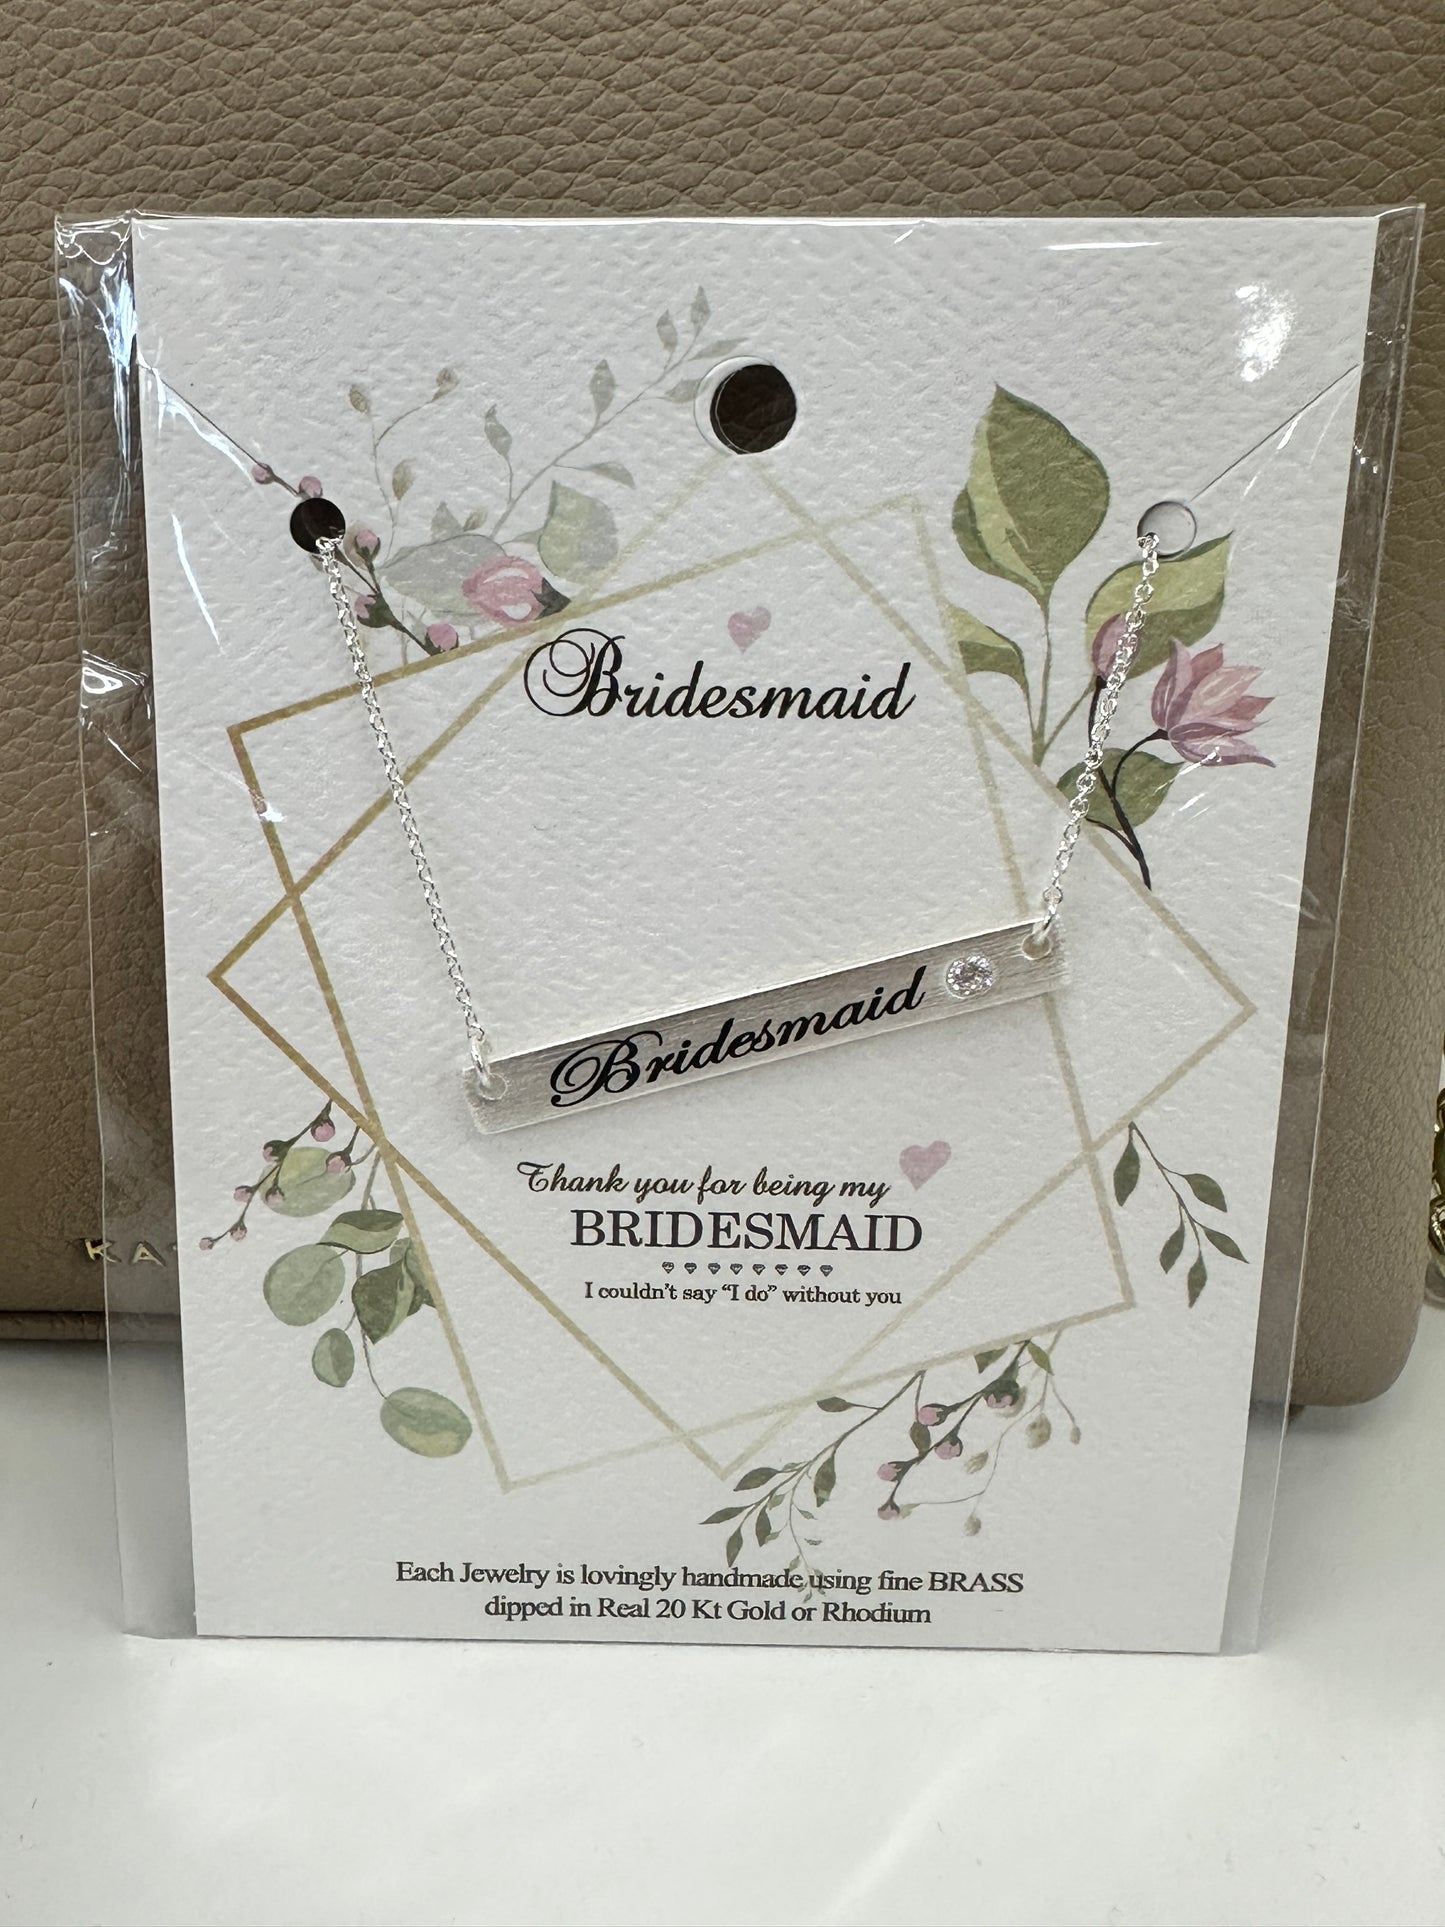 Bridesmaid
Bridesmaid
Thank you for being my
BRIDESMAID
I couldn't say “I do” without you
KA
Each Jewelry is lovingly handmade using fine BRASS
dipped in Real 20 Kt Gold or Rhodium